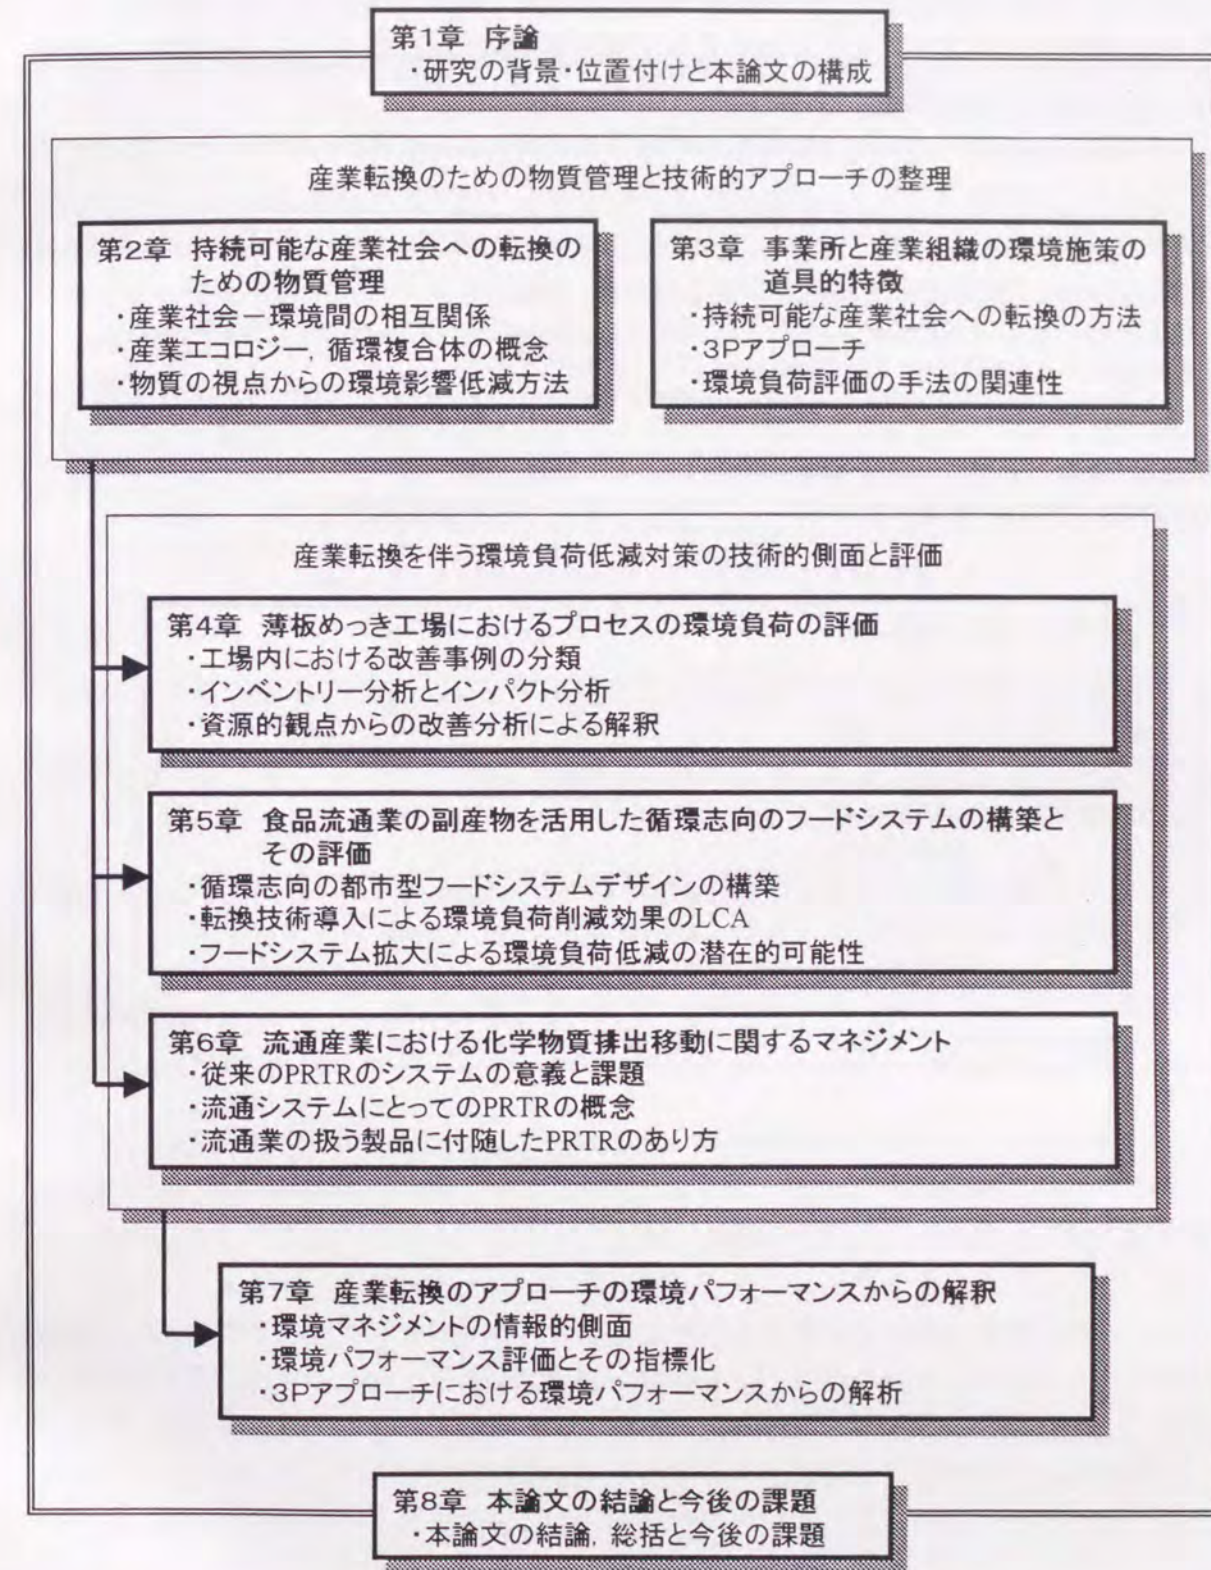 第1章 序論
・研究の背景・位置付けと本論文の構成
産業転換のための物質管理と技術的アプローチの整理
第2章 持続可能な産業社会への転換の
ための物質管理
・産業社会－環境間の相互関係
・産業エコロジー, 循環複合体の概念
・物質の視点からの環境影響低減方法
第3章 事業所と産業組織の環境施策の
道具的特徴
・持続可能な産業社会への転換の方法
・3Pアプローチ
・環境負荷評価の手法の関連性
産業転換を伴う環境負荷低減対策の技術的側面と評価
第4章 薄板めっき工場におけるプロセスの環境負荷の評価
・工場内における改善事例の分類
・インベントリー分析とインパクト分析
・資源的観点からの改善分析による解釈
第5章 食品流通業の副産物を活用した循環志向のフードシステムの構築と
その評価
・循環志向の都市型フードシステムデザインの構築
・転換技術導入による環境負荷削減効果のLCA
・フードシステム拡大による環境負荷低減の潜在的可能性
第6章 流通産業における化学物質排出移動に関するマネジメント
・従来のPRTRのシステムの意義と課題
・流通システムにとってのPRTRの概念
・流通業の扱う製品に付随したPRTRのあり方
第7章 産業転換のアプローチの環境パフォーマンスからの解釈
・環境マネジメントの情報的側面
・環境パフォーマンス評価とその指標化
・3Pアプローチにおける環境パフォーマンスからの解析
第8章 本論文の結論と今後の課題
・本論文の結論, 総括と今後の課題